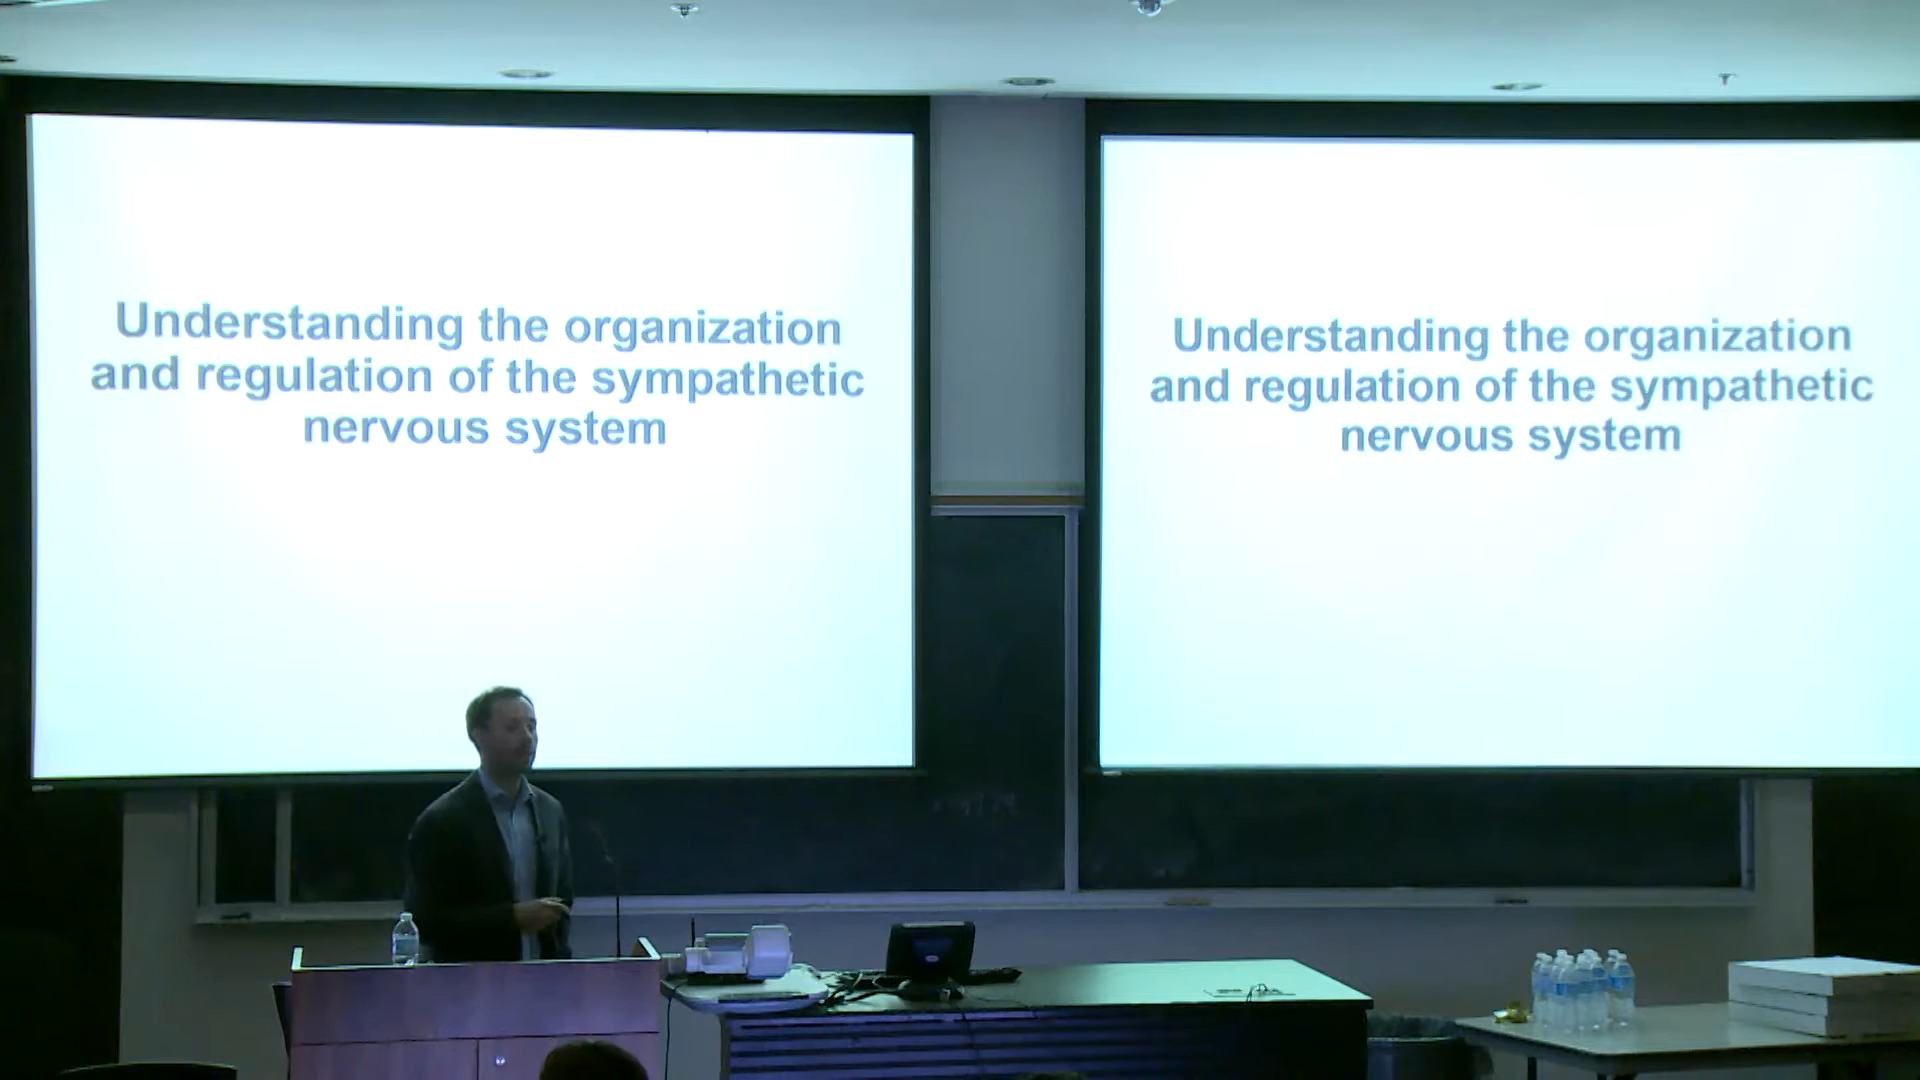 Understanding the organization
and regulation of the sympathetic
nervous system
Understanding the organization
and regulation of the sympathetic
nervous system